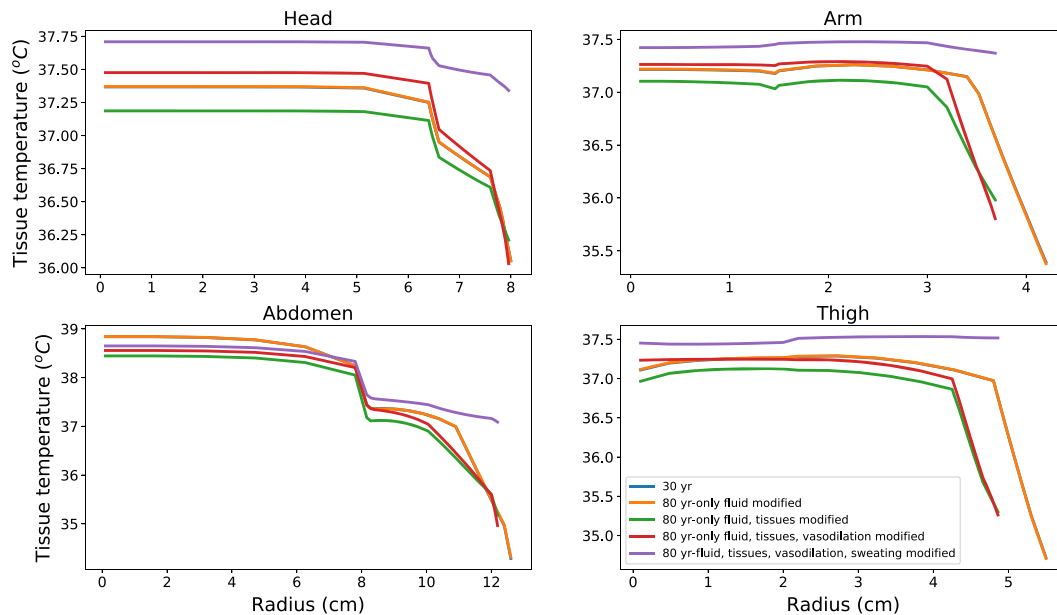 Head
Arm
Tissue temperature (°C)
37.75
37.50
37.25
37.00
36.75
36.50
36.25
36.00
0 1 2 3 4 5 6 7 8
37.5
37.0
36.5
36.0
35.5
0 1 2 3 4
Abdomen
Thigh
Tissue temperature (°C)
39
38
37
36
35
0 2 4 6 8 10 12
Radius (cm)
37.5
37.0
36.5
36.0
35.5
35.0
30 yr
80 yr-only fluid modified
80 yr-only fluid, tissues modified
80 yr-only fluid, tissues, vasodilation modified
80 yr-fluid, tissues, vasodilation, sweating modified
0 1 2 3 4 5
Radius (cm)